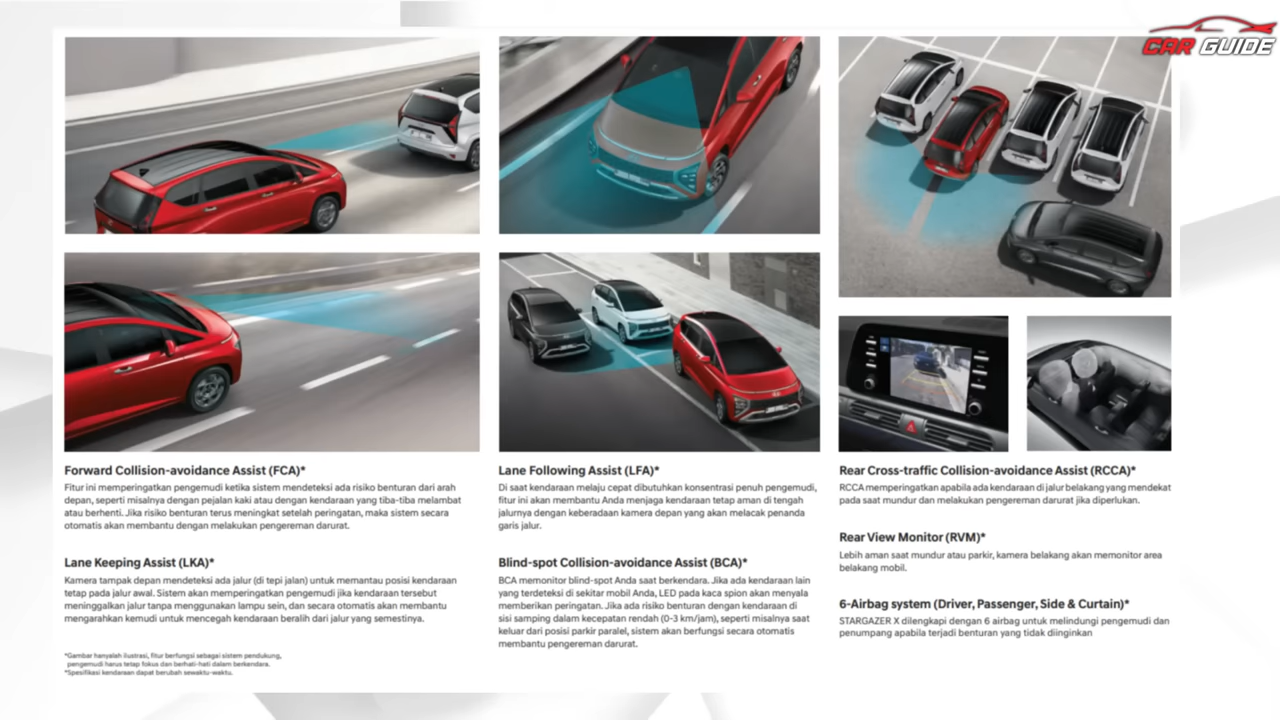 CAR GUIDE
Forward Collision-avoidance Assist (FCA)*
Fitur ini memperingatkan pengemudi ketika sistem mendeteksi ada risiko benturan dari arah
depan, seperti misalnya dengan pejalan kaki atau dengan kendaraan yang tiba-tiba melambat
atau berhenti. Jika risiko benturan terus meningkat setelah peringatan, maka sistem secara
otomatis akan membantu dengan melakukan pengereman darurat.
Lane Keeping Assist (LKA)*
Kamera tampak depan mendeteksi ada jalur (di tepi jalan) untuk memantau posisi kendaraan
tetap pada jalur awal. Sistem akan memperingatkan pengemudi jika kendaraan tersebut
meninggalkan jalur tanpa menggunakan lampu sein, dan secara otomatis akan membantu
mengarahkan kemudi untuk mencegah kendaraan beralih dari jalur yang semestinya.
*Gambar hanyalah ilustrasi, fitur berfungsi sebagai sistem pendukung,
pengemudi harus tetap fokus dan berhati-hati dalam berkendara.
*Spesifikasi kendaraan dapat berubah sewaktu-waktu.
Lane Following Assist (LFA)*
Di saat kendaraan melaju cepat dibutuhkan konsentrasi penuh pengemudi,
fitur ini akan membantu Anda menjaga kendaraan tetap aman di tengah
jalurnya dengan keberadaan kamera depan yang akan melacak penanda
garis jalur.
Blind-spot Collision-avoidance Assist (BCA)*
BCA memonitor blind-spot Anda saat berkendara. Jika ada kendaraan lain
yang terdeteksi di sekitar mobil Anda, LED pada kaca spion akan menyala
memberikan peringatan. Jika ada risiko benturan dengan kendaraan di
sisi samping dalam kecepatan rendah (0-3 km/jam), seperti misalnya saat
keluar dari posisi parkir paralel, sistem akan berfungsi secara otomatis
membantu pengereman darurat.
Rear Cross-traffic Collision-avoidance Assist (RCCA)*
RCCA memperingatkan apabila ada kendaraan di jalur belakang yang mendekat
pada saat mundur dan melakukan pengereman darurat jika diperlukan.
Rear View Monitor (RVM)*
Lebih aman saat mundur atau parkir, kamera belakang akan memonitor area
belakang mobil.
6-Airbag system (Driver, Passenger, Side & Curtain)*
STARGAZER X dilengkapi dengan 6 airbag untuk melindungi pengemudi dan
penumpang apabila terjadi benturan yang tidak diinginkan